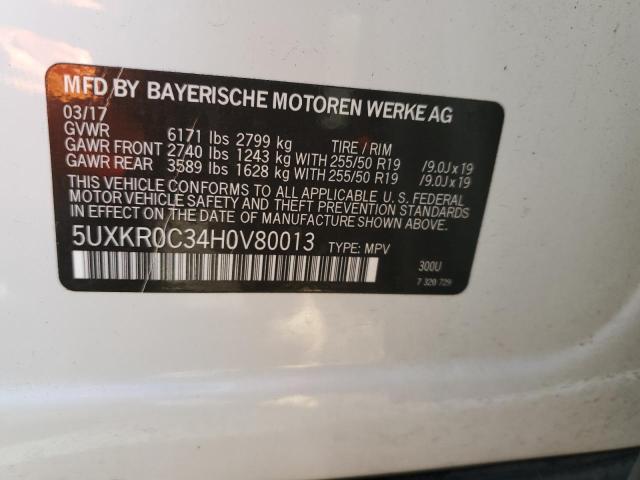 MFD BY BAYERISCHE MOTOREN WERKE AG
03/17
GVWR 6171 lbs 2799 kg TIRE / RIM
GAWR FRONT 2740 lbs 1243 kg WITH 255/50 R19 /9.0J x 19
GAWR REAR 3589 lbs 1628 kg WITH 255/50 R19 /9.0J x 19
THIS VEHICLE CONFORMS TO ALL APPLICABLE U. S. FEDERAL
MOTOR VEHICLE SAFETY AND THEFT PREVENTION STANDARDS
IN EFFECT ON THE DATE OF MANUFACTURE SHOWN ABOVE.
5UXKR0C34H0V80013 TYPE: MPV
300U
7 320 729